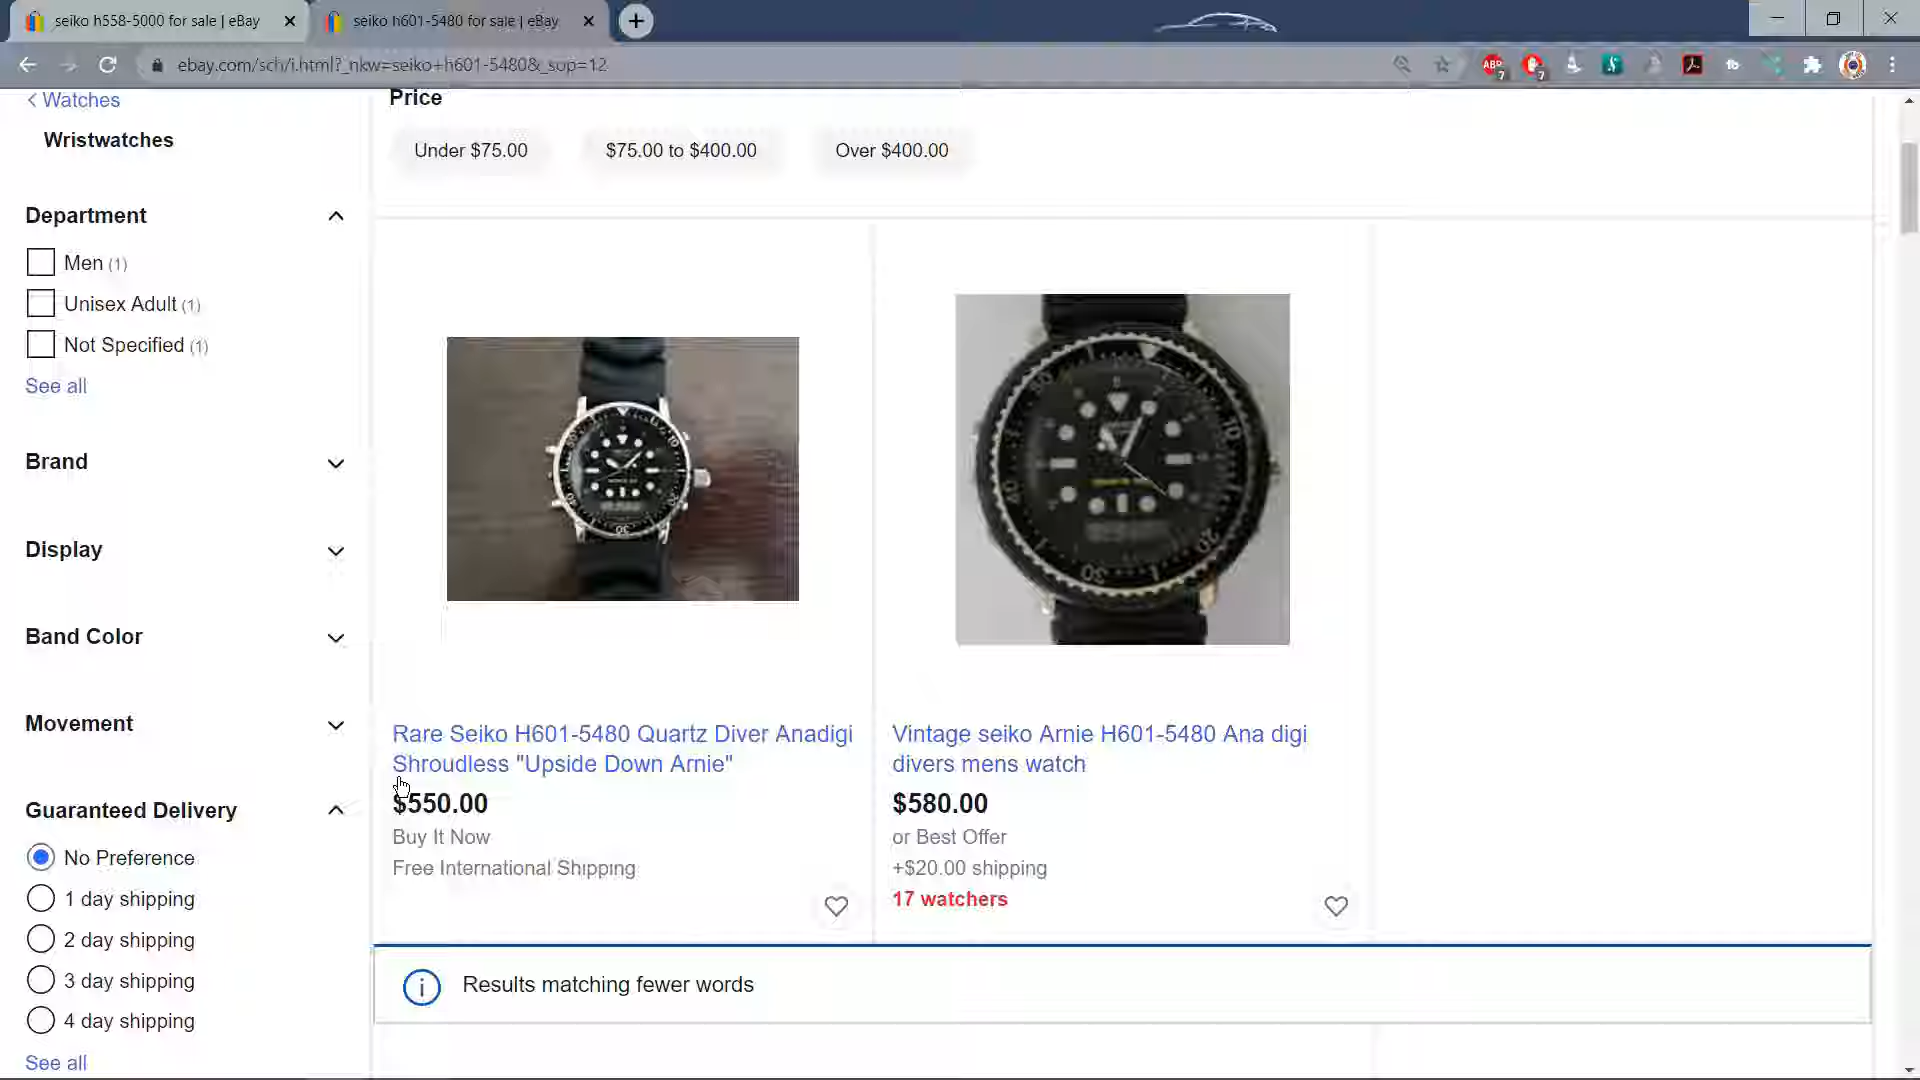 seiko h558-5000 for sale | eBay
seiko h601-5480 for sale | eBay
ebay.com/sch/i.html?_nkw=seiko+h601-5480&_sop=12
Watches
Wristwatches
Price
Under $75.00
$75.00 to $400.00
Over $400.00
Department
Men (1)
Unisex Adult (1)
Not Specified (1)
See all
Brand
Display
Band Color
Movement
Guaranteed Delivery
No Preference
1 day shipping
2 day shipping
3 day shipping
4 day shipping
See all
Rare Seiko H601-5480 Quartz Diver Anadigi
Shroudless "Upside Down Arnie"
$550.00
Buy It Now
Free International Shipping
Vintage seiko Arnie H601-5480 Ana digi
divers mens watch
$580.00
or Best Offer
+$20.00 shipping
17 watchers
Results matching fewer words